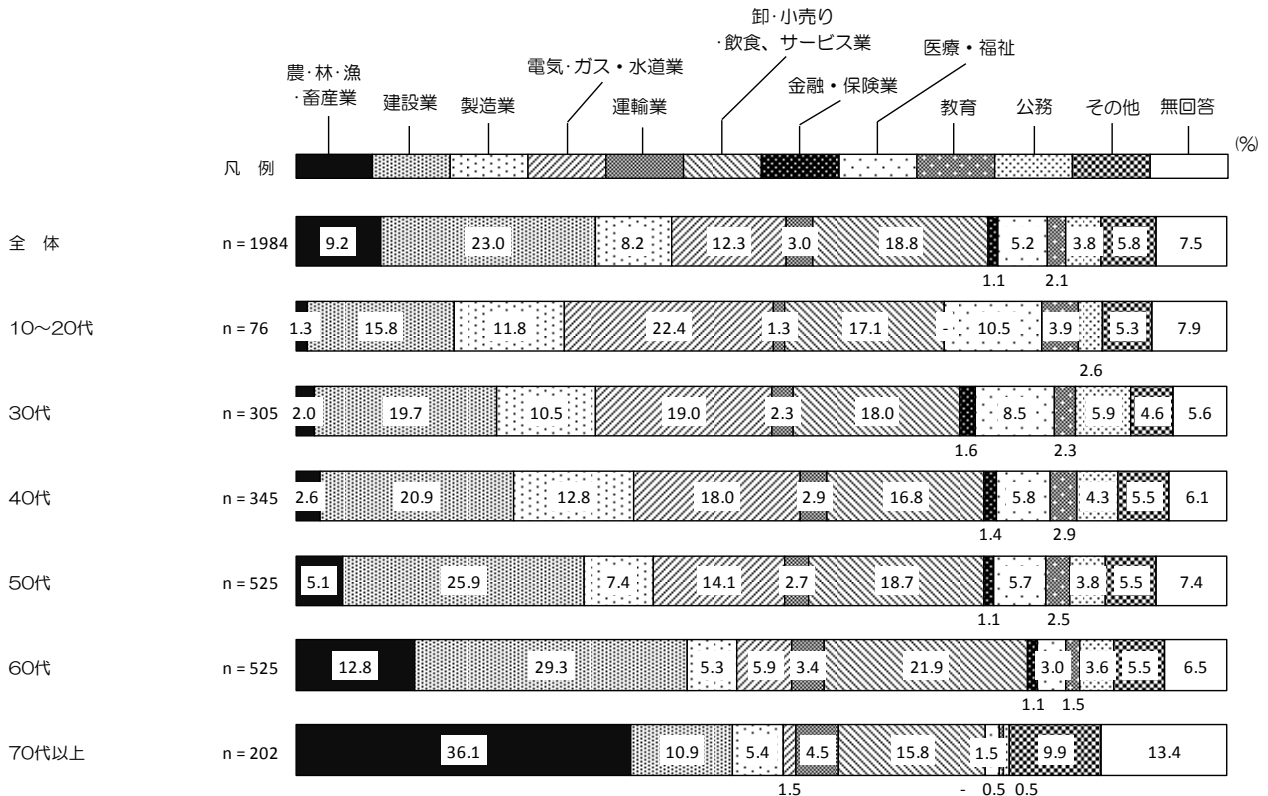 卸･小売り
･飲食、サービス業
医療・福祉
電気･ガス・水道業
農･林･漁
･畜産業
金融・保険業
建設業 製造業 運輸業 教育 公務 その他 無回答
(%)
凡　例
全　体 n = 1984 9.2 23.0 8.2 12.3 3.0 18.8 5.2 3.8 5.8 7.5
1.1 2.1
10～20代 n = 76 1.3 15.8 11.8 22.4 1.3 17.1 - 10.5 3.9 5.3 7.9
2.6
30代 n = 305 2.0 19.7 10.5 19.0 2.3 18.0 8.5 5.9 4.6 5.6
1.6 2.3
40代 n = 345 2.6 20.9 12.8 18.0 2.9 16.8 5.8 4.3 5.5 6.1
1.4 2.9
50代 n = 525 5.1 25.9 7.4 14.1 2.7 18.7 5.7 3.8 5.5 7.4
1.1 2.5
60代 n = 525 12.8 29.3 5.3 5.9 3.4 21.9 3.0 3.6 5.5 6.5
1.1 1.5
70代以上 n = 202 36.1 10.9 5.4 4.5 15.8 1.5 9.9 13.4
1.5 - 0.5 0.5